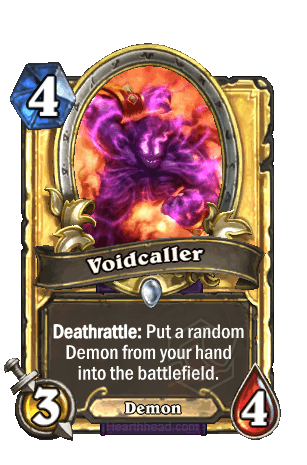 4
Voidcaller
Deathrattle: Put a random
Demon from your hand
into the battlefield.
3
Demon
4
Hearthhead.com